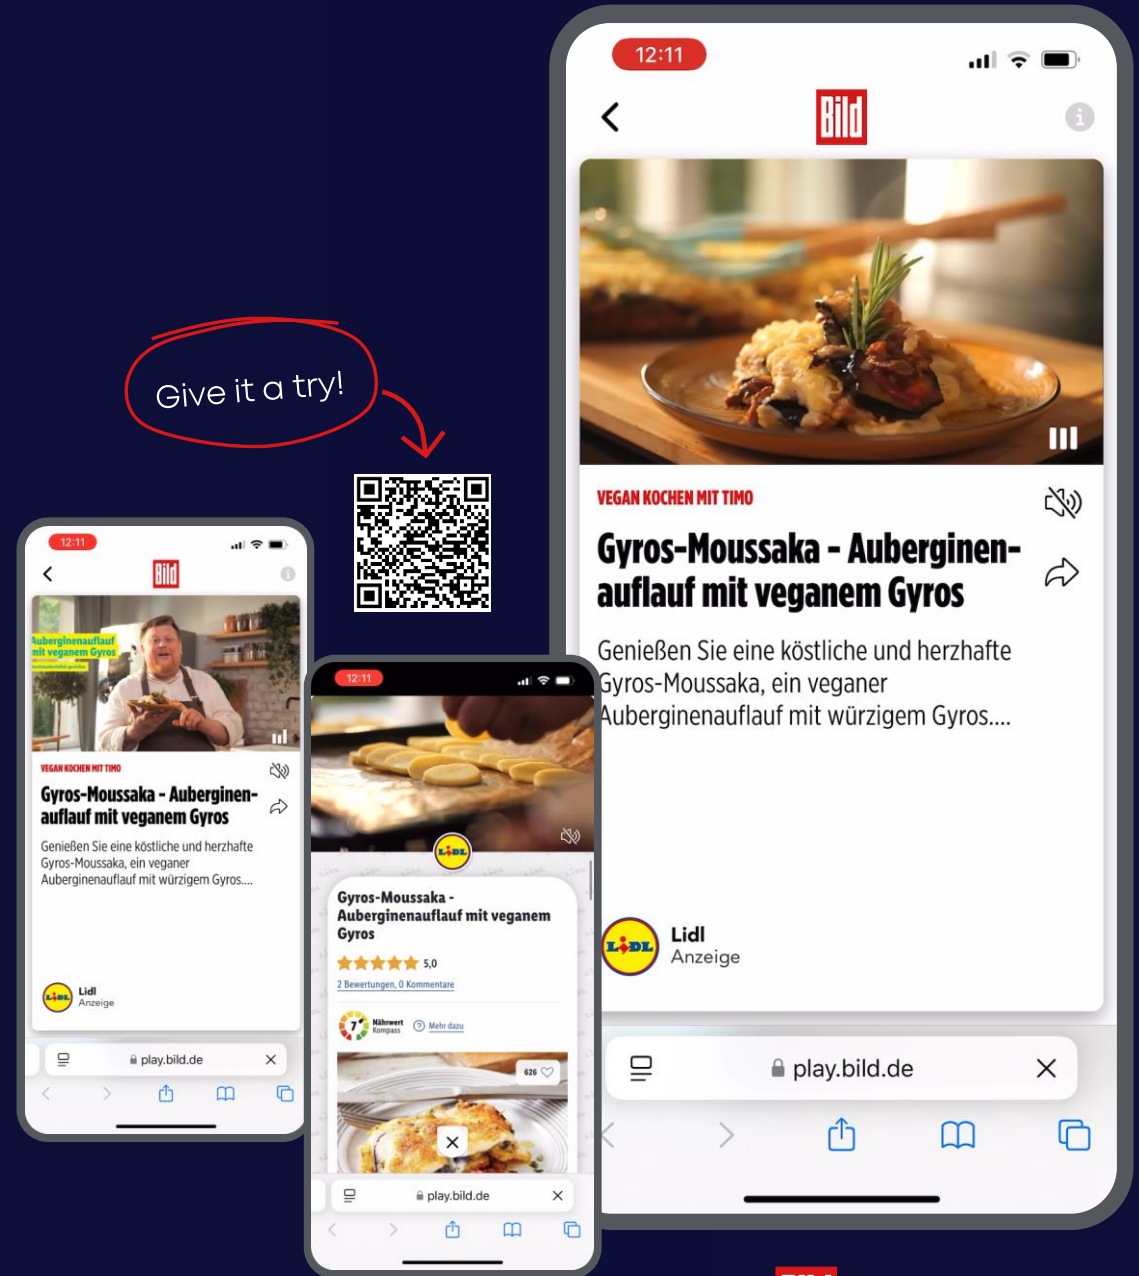 12:11
Bild
VEGAN KOCHEN MIT TIMO
Gyros-Moussaka - Auberginen-
auflauf mit veganem Gyros
Genießen Sie eine köstliche und herzhafte
Gyros-Moussaka, ein veganer
Auberginenauflauf mit würzigem Gyros....
LIDL
Lidl
Anzeige
play.bild.de
Give it a try!
12:11
Bild
Auberginenauflauf
mit veganem Gyros
VEGAN KOCHEN MIT TIMO
Gyros-Moussaka - Auberginen-
auflauf mit veganem Gyros
Genießen Sie eine köstliche und herzhafte
Gyros-Moussaka, ein veganer
Auberginenauflauf mit würzigem Gyros....
LIDL
Lidl
Anzeige
play.bild.de
12:11
LIDL
Gyros-Moussaka -
Auberginenauflauf mit veganem
Gyros
5,0
2 Bewertungen, 0 Kommentare
7
Nährwert
Kompass
? Mehr dazu
626
play.bild.de